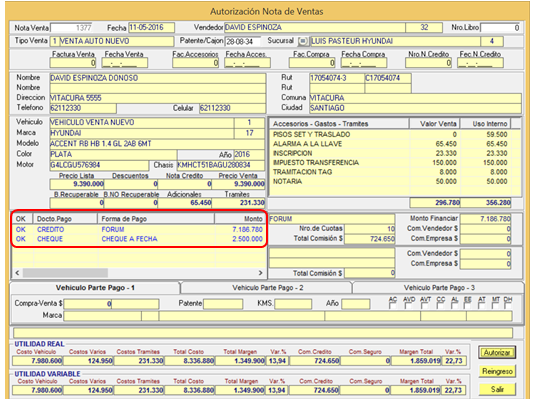 Autorización Nota de Ventas
Nota Venta 1377 Fecha 11-05-2016 Vendedor DAVID ESPINOZA 32 Nro.Libro 0
Tipo Venta 1 VENTA AUTO NUEVO Patente/Cajon 28-08-34 Sucursal LUIS PASTEUR HYUNDAI 4
Factura Venta Fecha Venta Fac.Accesorios Fecha Acces. Fac.Compra Fecha Compra Nro.N.Credito Fec.N.Credito
0 __-__-____ 0 __-__-____ 0 __-__-____ 0 __-__-____
Nombre DAVID ESPINOZA DONOSO Rut 17054074-3 C17054074
Nombre Rut
Direccion VITACURA 5555 Comuna VITACURA
Telefono 62112330 Celular 62112330 Ciudad SANTIAGO
Vehiculo VEHICULO VENTA NUEVO 1
Marca HYUNDAI 17
Modelo ACCENT RB HB 1.4 GL 2AB 6MT
Color PLATA Año 2016
Motor G4LCGU576984 Chasis KMHCT51BAGU280834
Precio Lista Descuentos Nota Credito Precio Venta
9.390.000 0 0 9.390.000
B.Recuperable B.NO Recuperable Adicionales Tramites
0 0 65.450 231.330
Accesorios - Gastos - Tramites Valor Venta Uso Interno
PISOS SET Y TRASLADO 0 59.500
ALARMA A LA LLAVE 65.450 65.450
INSCRIPCION 23.330 23.330
IMPUESTO TRANSFERENCIA 150.000 150.000
TRAMITACION TAG 8.000 8.000
NOTARIA 50.000 50.000
296.780 356.280
OK Docto.Pago Forma de Pago Monto
OK CREDITO FORUM 7.186.780
OK CHEQUE CHEQUE A FECHA 2.500.000
FORUM Monto Financiar 7.186.780
Nro.de Cuotas 10 Com.Vendedor $ 0
Total Comisión $ 724.650 Com.Empresa $ 0
Com.Vendedor $ 0
Com.Empresa $ 0
Total Comisión $ 0
Vehiculo Parte Pago - 1 Vehiculo Parte Pago - 2 Vehiculo Parte Pago - 3
Compra-Venta $ 0 Patente KMS. Año AC AVD AVT CC AL EE AT MT DH
Marca
UTILIDAD REAL
Costo Vehiculo Costos Varios Costos Tramites Total Costo Total Margen Var.% Com.Credito Com.Seguro Margen Total Var.%
7.980.600 124.950 231.330 8.336.880 1.349.900 13,94 724.650 0 1.859.019 22,73
Autorizar
Reingreso
UTILIDAD VARIABLE
Costo Vehiculo Costos Varios Costos Tramites Total Costo Total Margen Var.% Com.Credito Com.Seguro Margen Total Var.%
7.980.600 124.950 231.330 8.336.880 1.349.900 13,94 724.650 0 1.859.019 22,73
Salir